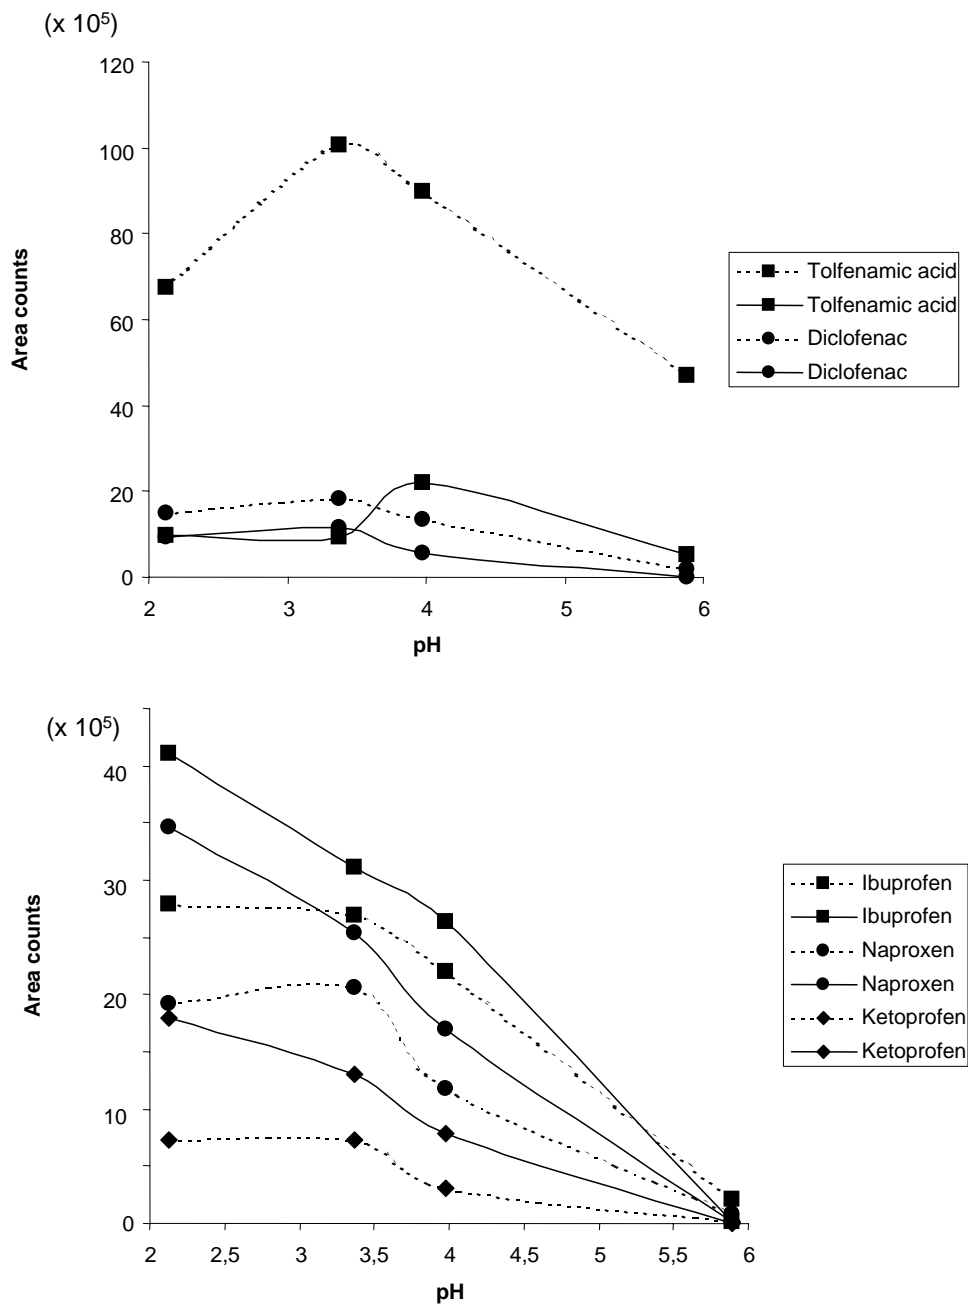 (x 10⁵)
120
100
80
60
40
20
0
Area counts
2 3 4 5 6
pH
Tolfenamic acid
Tolfenamic acid
Diclofenac
Diclofenac
(x 10⁵)
40
30
20
10
0
Area counts
2 2,5 3 3,5 4 4,5 5 5,5 6
pH
Ibuprofen
Ibuprofen
Naproxen
Naproxen
Ketoprofen
Ketoprofen